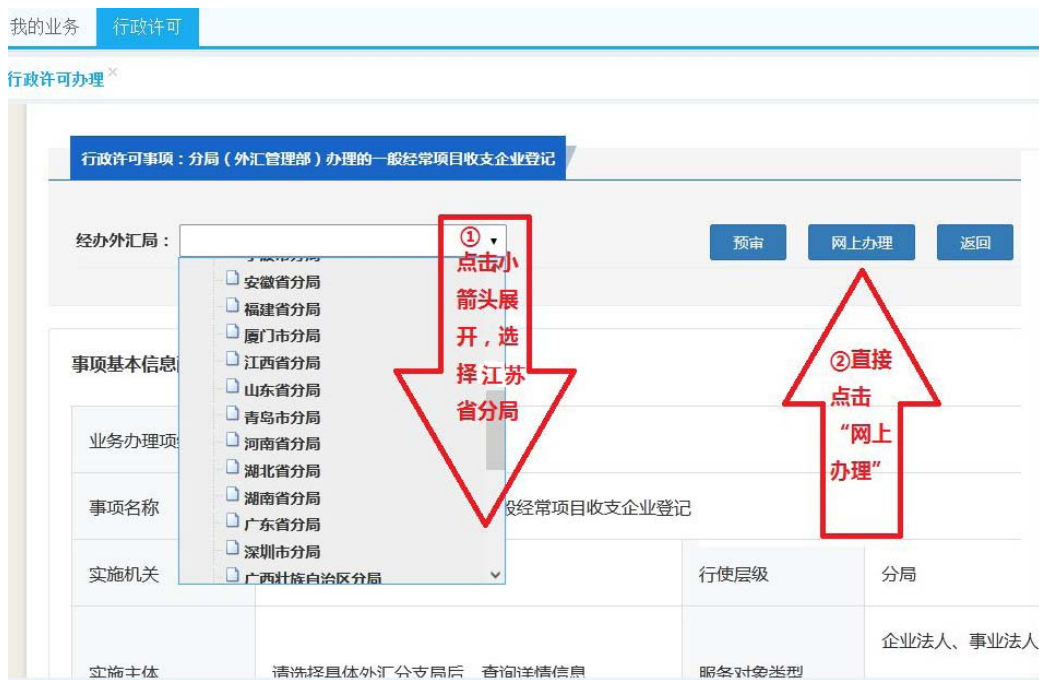 我的业务 行政许可
行政许可办理 ×
行政许可事项：分局（外汇管理部）办理的一般经常项目收支企业登记
经办外汇局：
预审 网上办理 返回
①
点击小
箭头展
开，选
择江苏
省分局
安徽省分局
福建省分局
厦门市分局
江西省分局
山东省分局
青岛市分局
河南省分局
湖北省分局
湖南省分局
广东省分局
深圳市分局
广西壮族自治区分局
②直接
点击
“网上
办理”
事项基本信息
业务办理项
事项名称 经常项目收支企业登记
实施机关 行使层级 分局
企业法人、事业法人
实施主体 请选择具体外汇分支局后，查询详情信息 服务对象类型